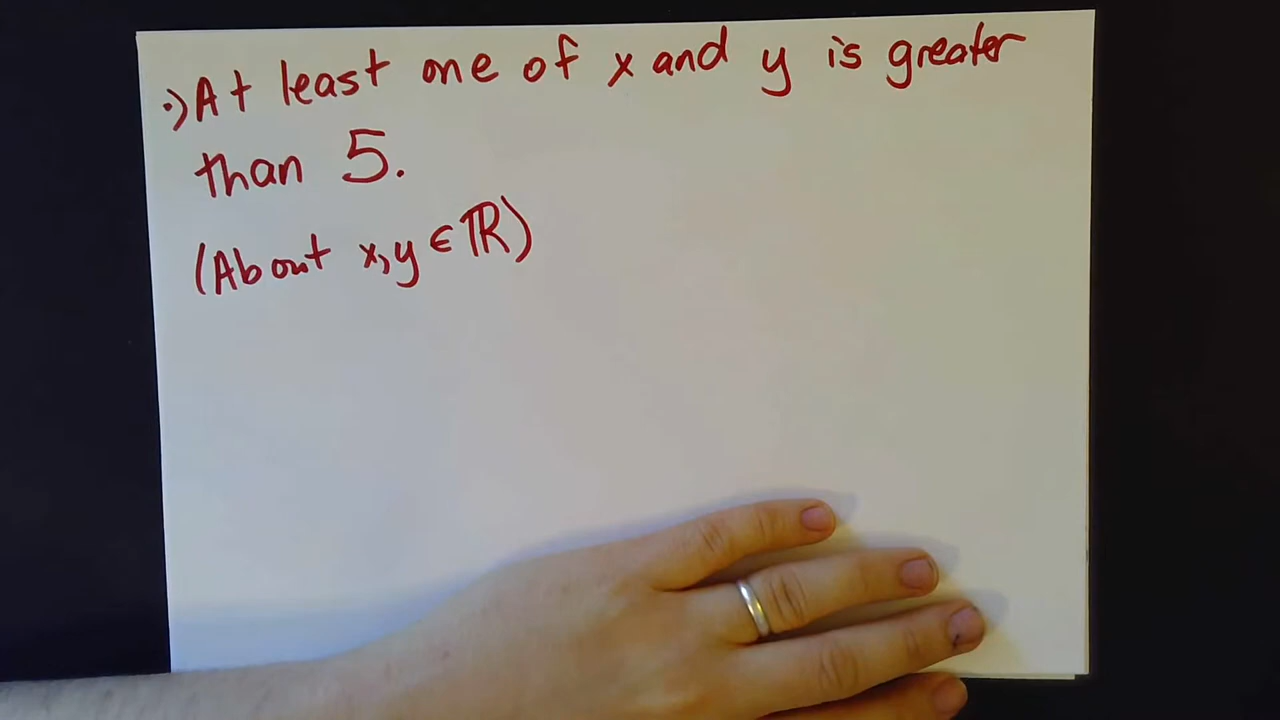 ·) At least one of x and y is greater
than 5.
(About x, y ∈ ℝ)